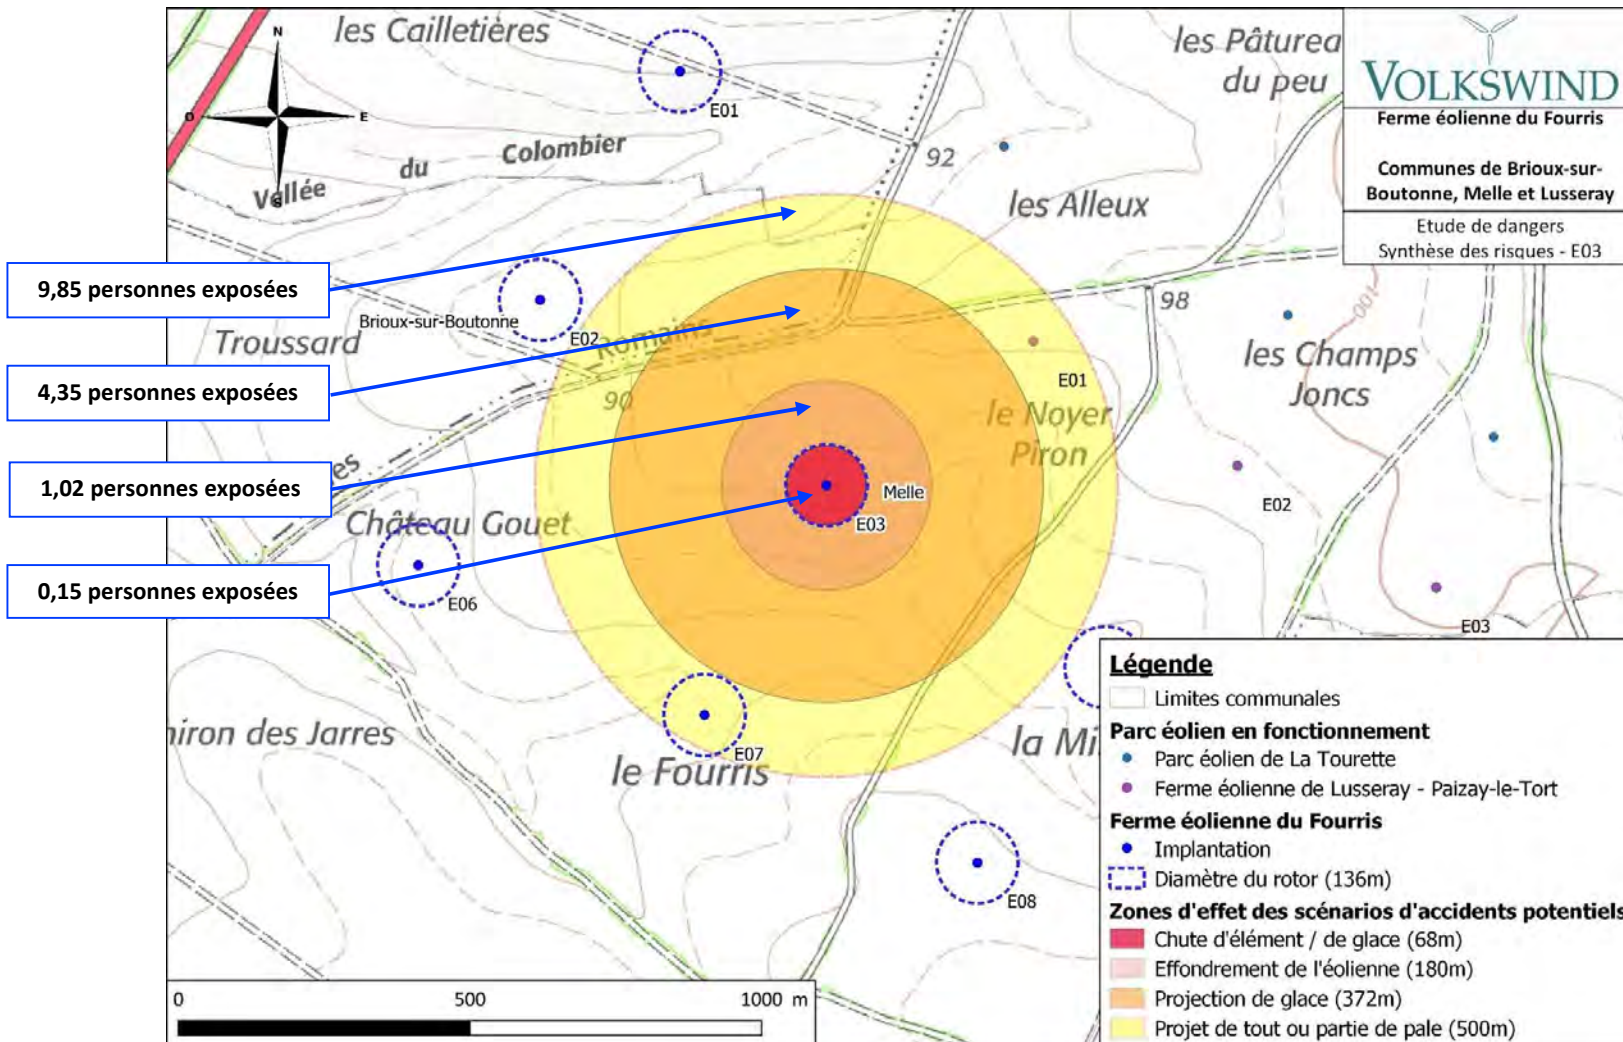 les Cailletières
les Pâturea
du peu
VOLKSWIND
Ferme éolienne du Fourris
Communes de Brioux-sur-
Boutonne, Melle et Lusseray
Etude de dangers
Synthèse des risques - E03
N
O
E
S
E01
92
Vallée du Colombier
les Alleux
9,85 personnes exposées
98
100
Brioux-sur-Boutonne
E02
Romains
Troussard
les Champs
Joncs
4,35 personnes exposées
90
E01
le Noyer
Piron
1,02 personnes exposées
es
Melle
E02
Château Gouet
E03
0,15 personnes exposées
E06
E03
niron des Jarres
E07
le Fourris
la Mi
E08
Légende
Limites communales
Parc éolien en fonctionnement
Parc éolien de La Tourette
Ferme éolienne de Lusseray - Paizay-le-Tort
Ferme éolienne du Fourris
Implantation
Diamètre du rotor (136m)
Zones d'effet des scénarios d'accidents potentiels
Chute d'élément / de glace (68m)
Effondrement de l'éolienne (180m)
Projection de glace (372m)
Projet de tout ou partie de pale (500m)
0 500 1000 m